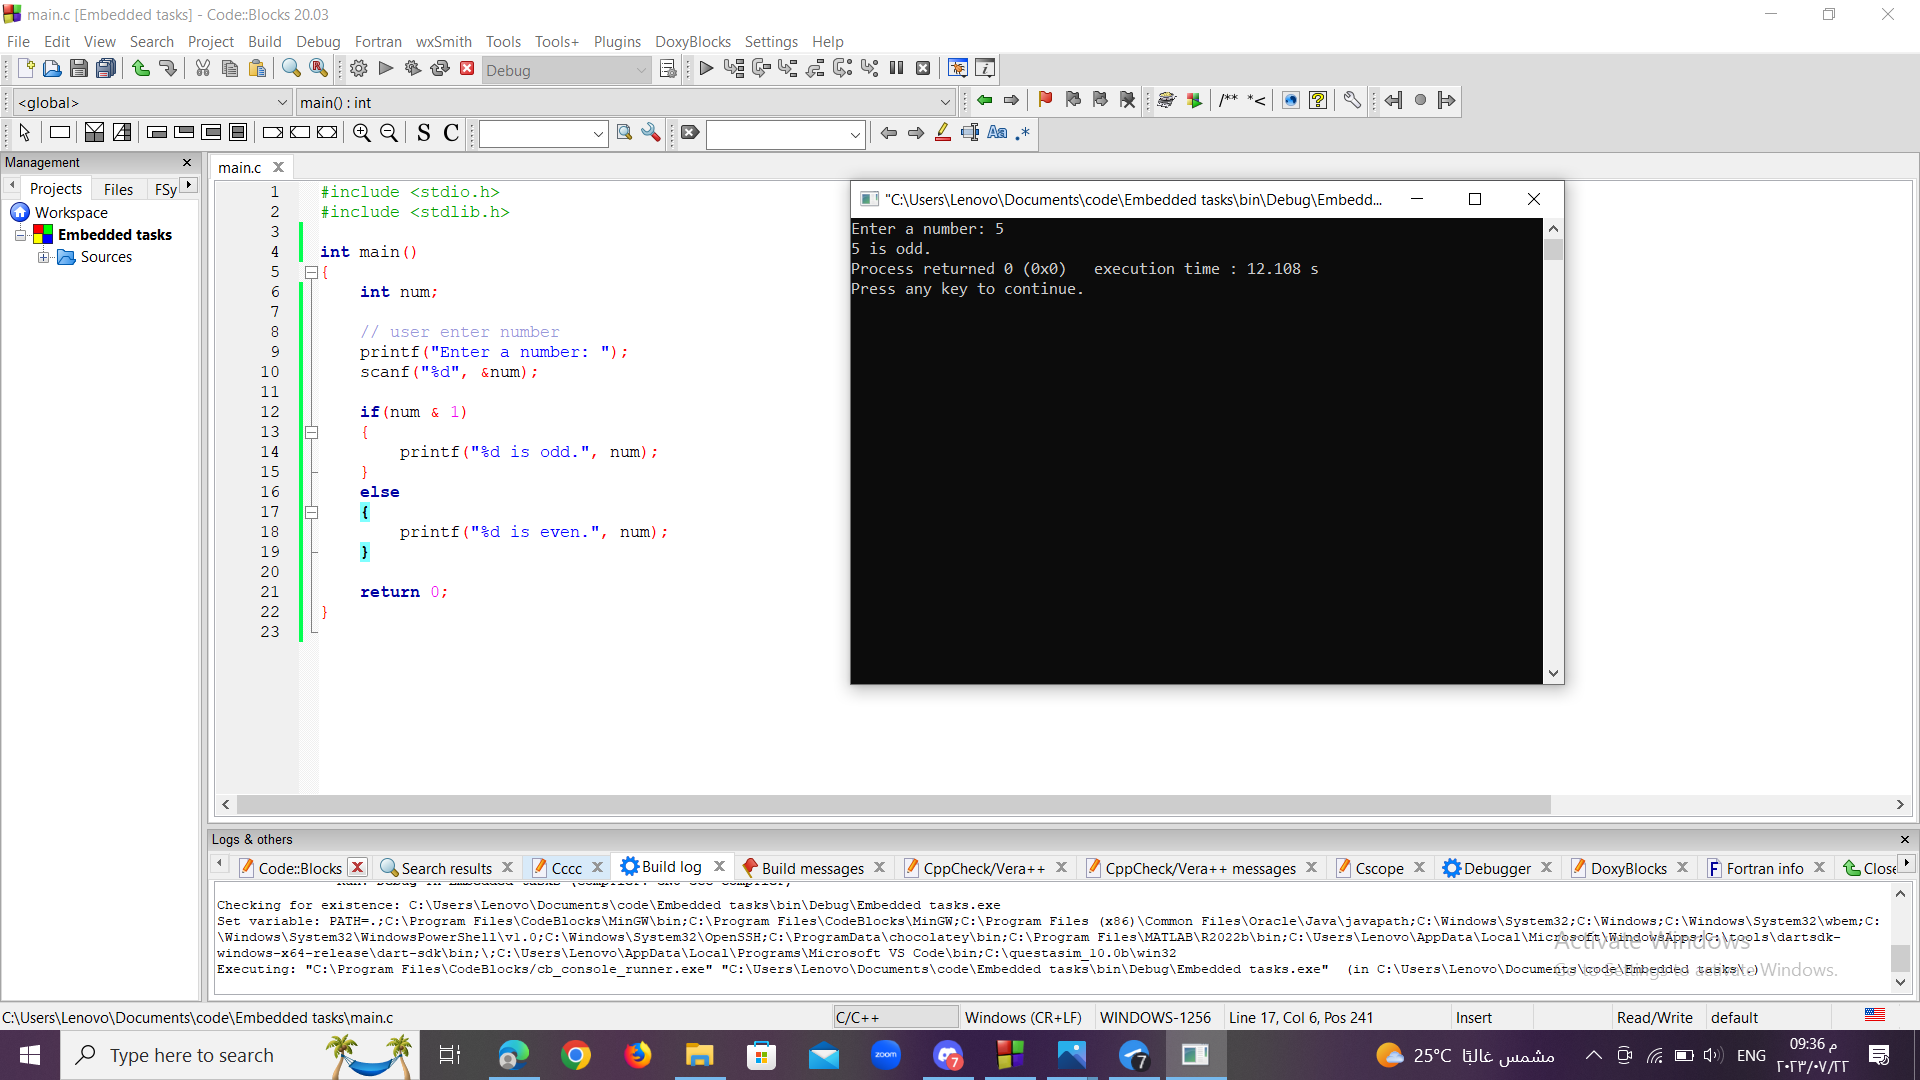 main.c [Embedded tasks] - Code::Blocks 20.03
File Edit View Search Project Build Debug Fortran wxSmith Tools Tools+ Plugins DoxyBlocks Settings Help
Debug
<global> main() : int
/** *<
S C Aa .*
Management
Projects Files FSy
Workspace
Embedded tasks
Sources
main.c
1 #include <stdio.h>
2 #include <stdlib.h>
3
4 int main()
5 {
6 int num;
7
8 // user enter number
9 printf("Enter a number: ");
10 scanf("%d", &num);
11
12 if(num & 1)
13 {
14 printf("%d is odd.", num);
15 }
16 else
17 {
18 printf("%d is even.", num);
19 }
20
21 return 0;
22 }
23
"C:\Users\Lenovo\Documents\code\Embedded tasks\bin\Debug\Embedd...
Enter a number: 5
5 is odd.
Process returned 0 (0x0) execution time : 12.108 s
Press any key to continue.
Logs & others
Code::Blocks Search results Cccc Build log Build messages CppCheck/Vera++ CppCheck/Vera++ messages Cscope Debugger DoxyBlocks Fortran info Close
Checking for existence: C:\Users\Lenovo\Documents\code\Embedded tasks\bin\Debug\Embedded tasks.exe
Set variable: PATH=.;C:\Program Files\CodeBlocks\MinGW\bin;C:\Program Files\CodeBlocks\MinGW;C:\Program Files (x86)\Common Files\Oracle\Java\javapath;C:\Windows\System32;C:\Windows;C:\Windows\System32\wbem;C:
\Windows\System32\WindowsPowerShell\v1.0;C:\Windows\System32\OpenSSH;C:\ProgramData\chocolatey\bin;C:\Program Files\MATLAB\R2022b\bin;C:\Users\Lenovo\AppData\Local\Microsoft\WindowsApps;C:\tools\dartsdk-
windows-x64-release\dart-sdk\bin;\;C:\Users\Lenovo\AppData\Local\Programs\Microsoft VS Code\bin;C:\questasim_10.0b\win32
Executing: "C:\Program Files\CodeBlocks/cb_console_runner.exe" "C:\Users\Lenovo\Documents\code\Embedded tasks\bin\Debug\Embedded tasks.exe" (in C:\Users\Lenovo\Documents\code\Embedded tasks\.)
Activate Windows
Go to Settings to activate Windows.
C:\Users\Lenovo\Documents\code\Embedded tasks\main.c C/C++ Windows (CR+LF) WINDOWS-1256 Line 17, Col 6, Pos 241 Insert Read/Write default
Type here to search zoom 7 7 25°C مشمس غالبًا ENG 09:36 م
٢٠٢٣/٠٧/٢٢